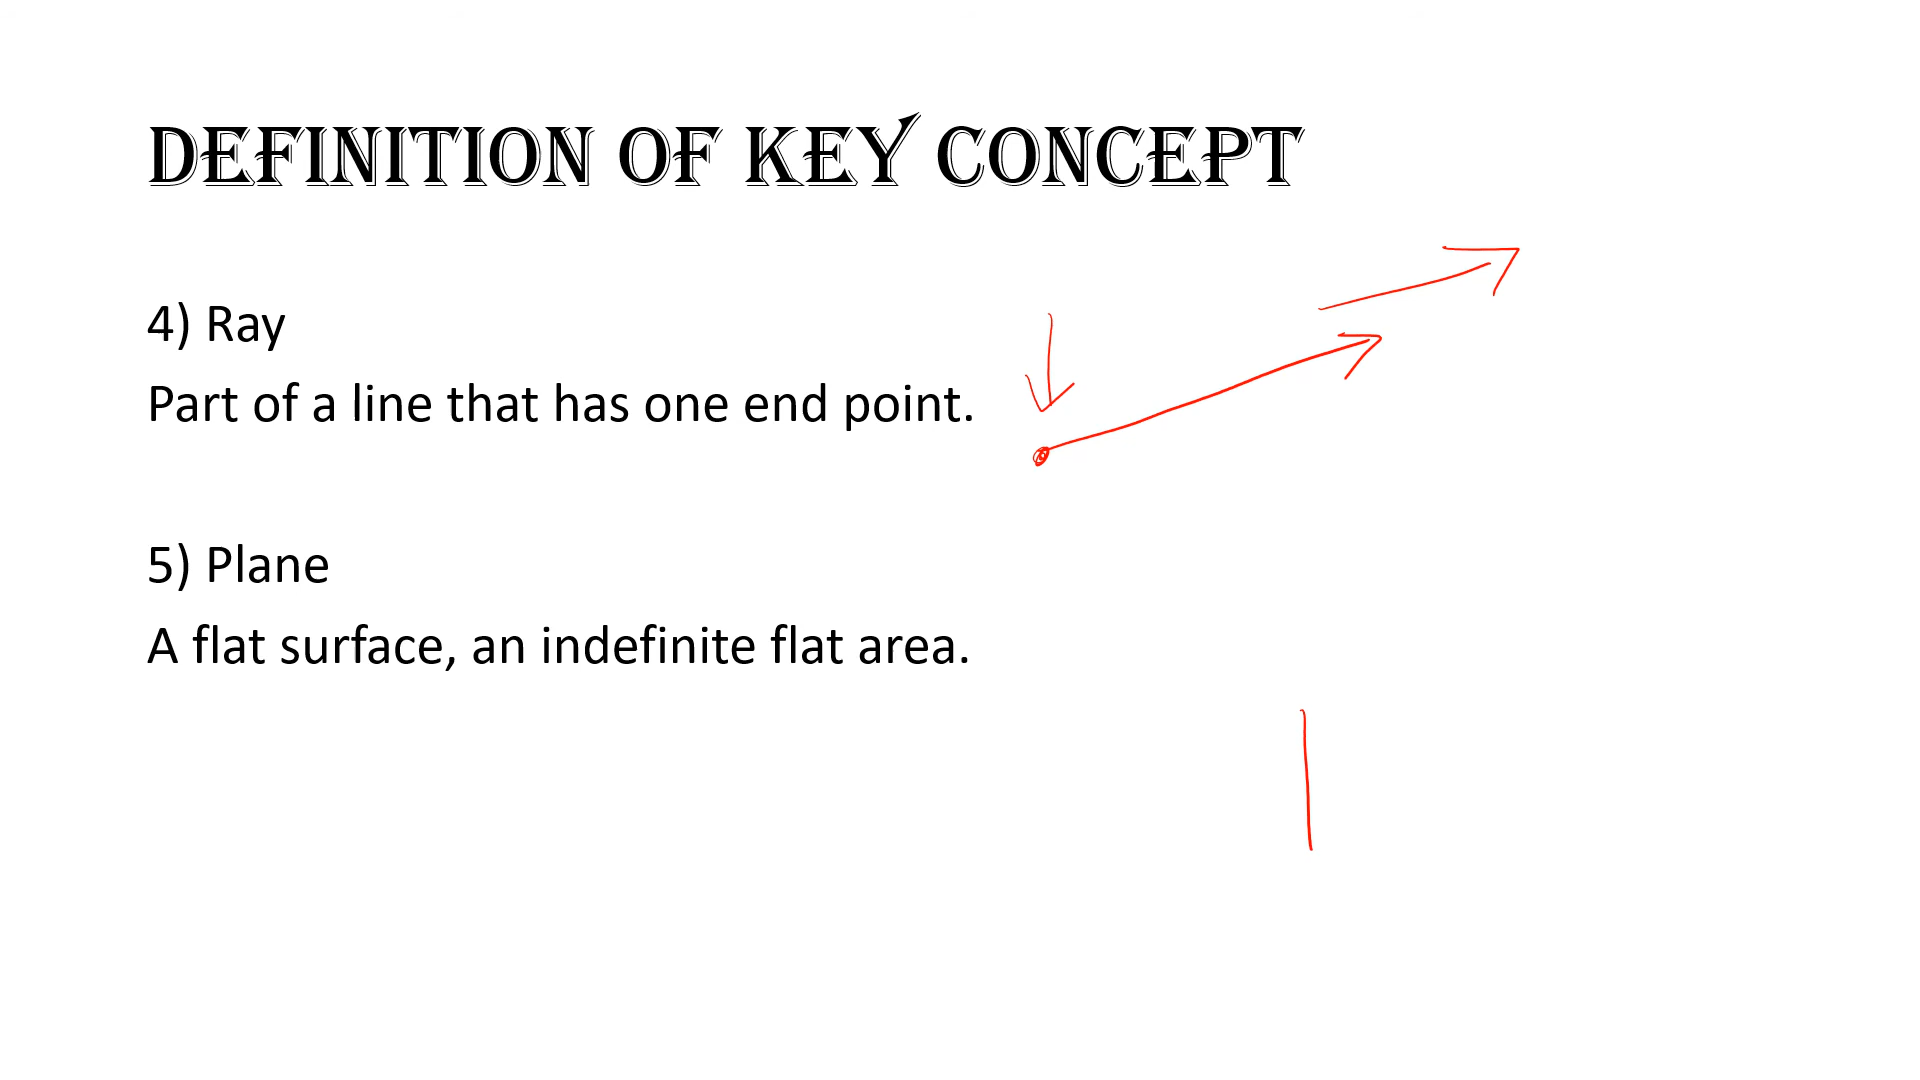 DEFINITION OF KEY CONCEPT
4) Ray
Part of a line that has one end point.
5) Plane
A flat surface, an indefinite flat area.